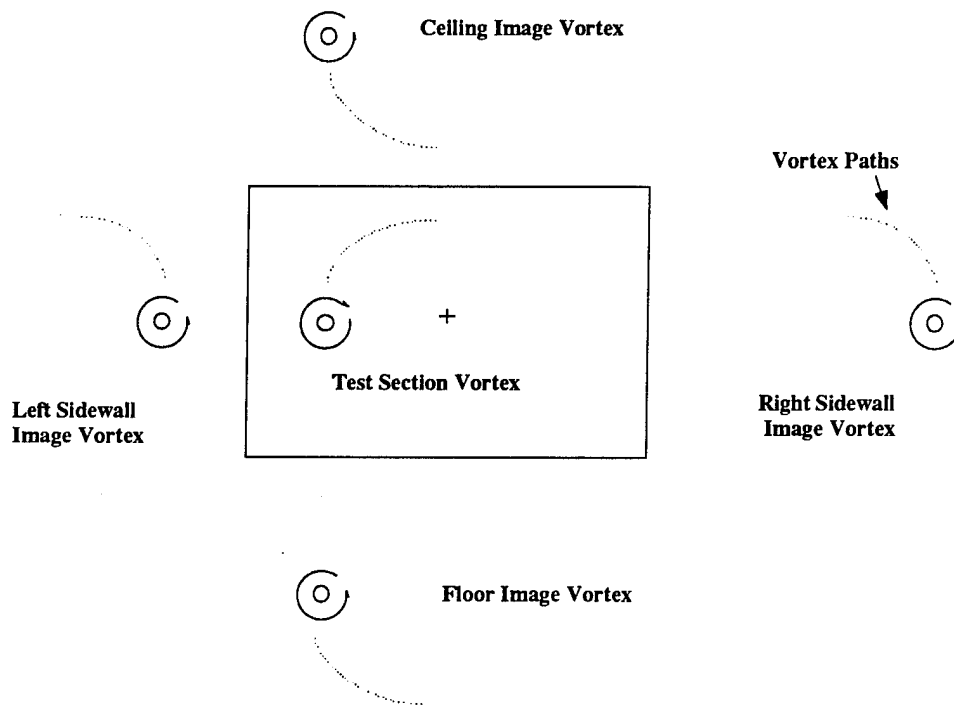 Ceiling Image Vortex
Vortex Paths
Test Section Vortex
Left Sidewall
Image Vortex
Right Sidewall
Image Vortex
Floor Image Vortex